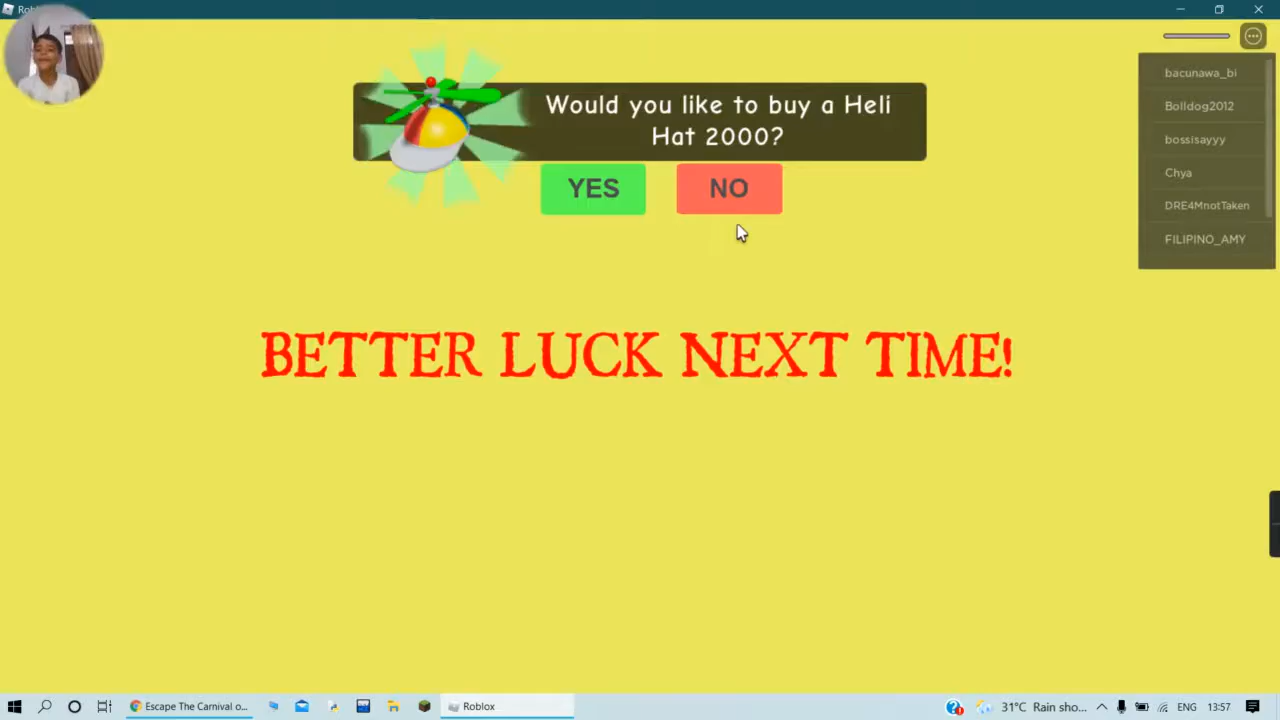 Would you like to buy a Heli
Hat 2000?
YES
NO
bacunawa_bi
Bolldog2012
bossisayyy
Chya
DRE4MnotTaken
FILIPINO_AMY
BETTER LUCK NEXT TIME!
Escape The Carnival o...
Roblox
31°C Rain sho...
ENG
13:57